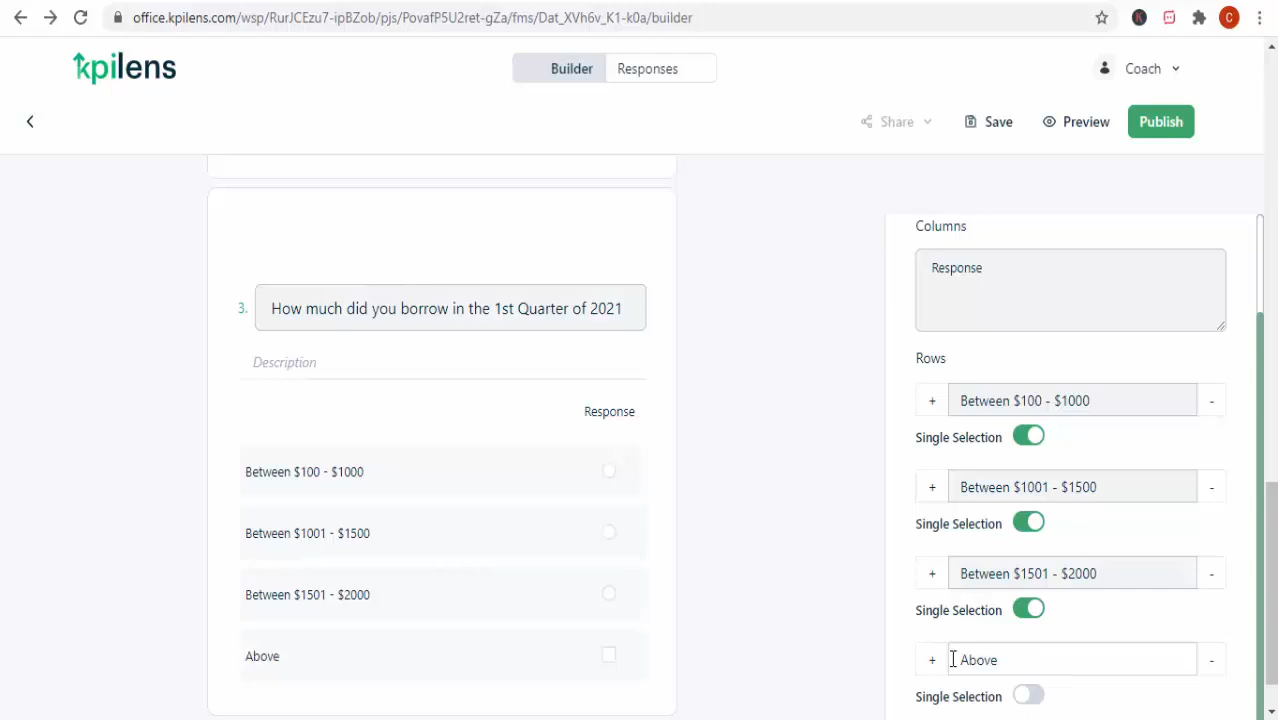 office.kpilens.com/wsp/RurJCEzu7-ipBZob/pjs/PovafP5U2ret-gZa/fms/Dat_XVh6v_K1-k0a/builder
K
C
kpilens
Builder
Responses
Coach
Share
Save
Preview
Publish
3. How much did you borrow in the 1st Quarter of 2021
Description
Response
Between $100 - $1000
Between $1001 - $1500
Between $1501 - $2000
Above
Columns
Response
Rows
+ Between $100 - $1000 -
Single Selection
+ Between $1001 - $1500 -
Single Selection
+ Between $1501 - $2000 -
Single Selection
+ Above -
Single Selection